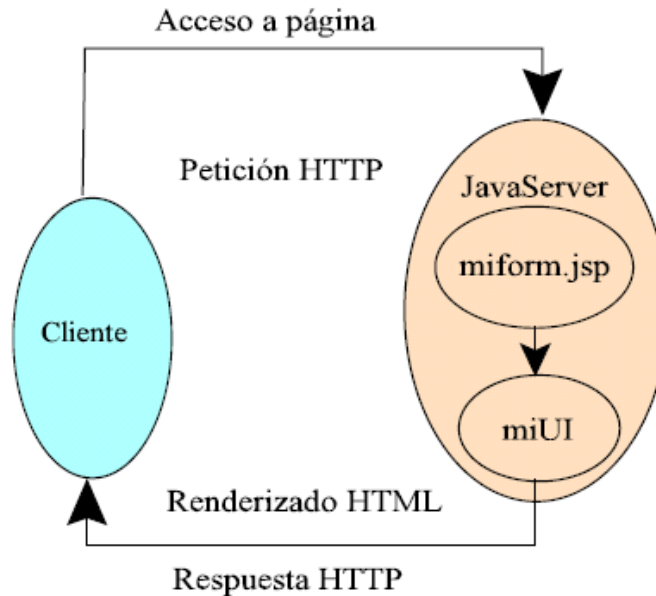 Acceso a página
Petición HTTP
JavaServer
miform.jsp
Cliente
miUI
Renderizado HTML
Respuesta HTTP